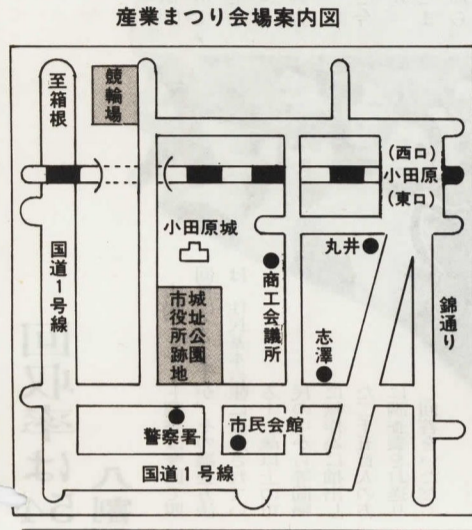 産業まつり会場案内図
至箱根
競輪場
(西口)
小田原
(東口)
小田原城
丸井
商工会議所
国道1号線
城址公園
市役所跡地
志澤
錦通り
警察署
市民会館
国道1号線